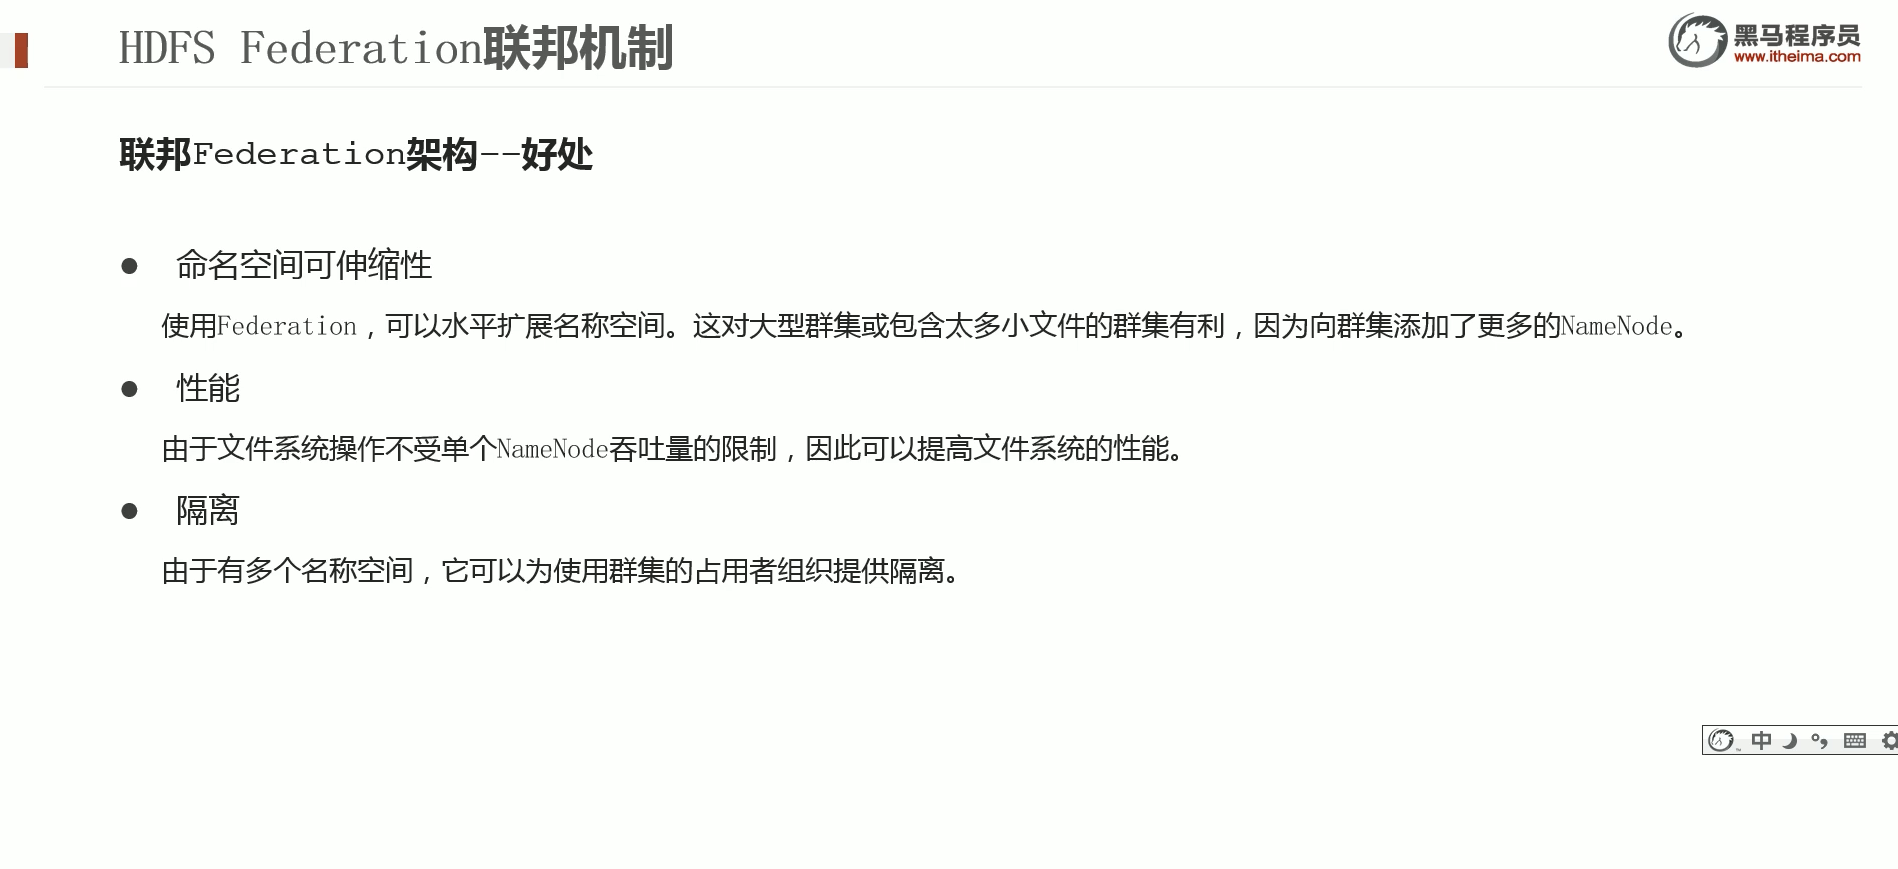 HDFS Federation联邦机制
黑马程序员
www.itheima.com
联邦Federation架构--好处
● 命名空间可伸缩性
使用Federation，可以水平扩展名称空间。这对大型群集或包含太多小文件的群集有利，因为向群集添加了更多的NameNode。
● 性能
由于文件系统操作不受单个NameNode吞吐量的限制，因此可以提高文件系统的性能。
● 隔离
由于有多个名称空间，它可以为使用群集的占用者组织提供隔离。
中